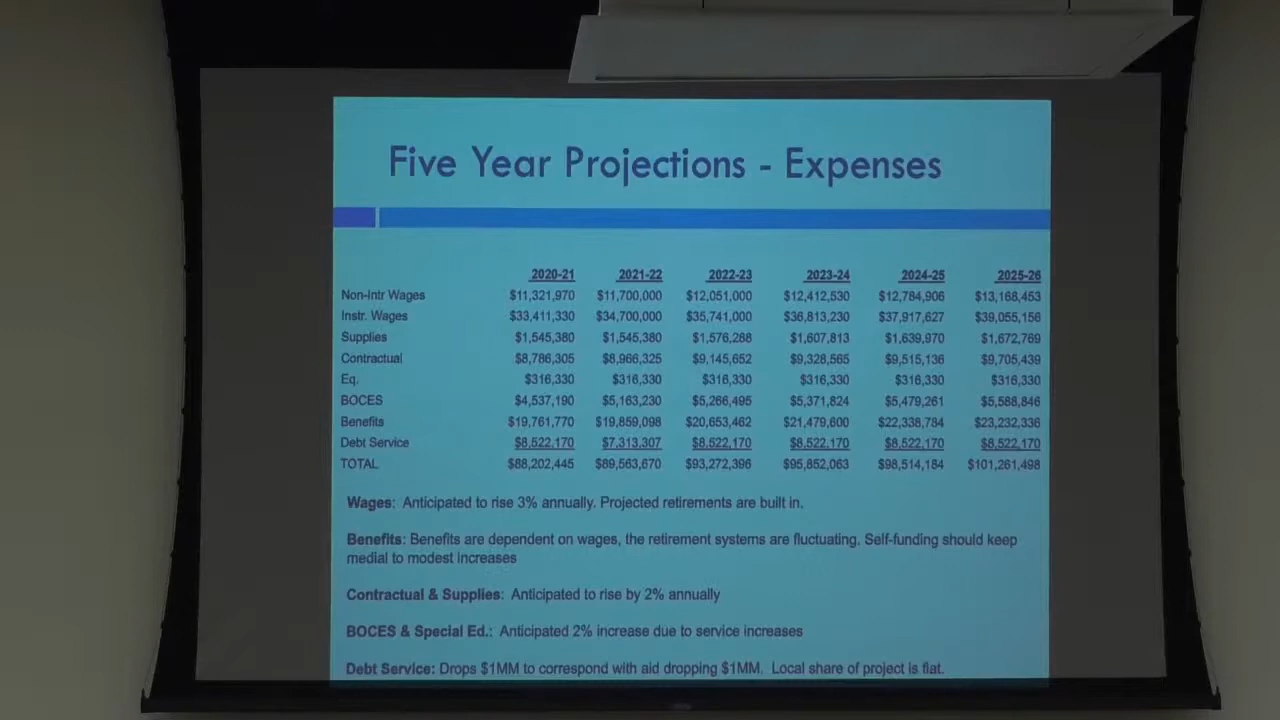 Five Year Projections - Expenses
2020-21 2021-22 2022-23 2023-24 2024-25 2025-26
Non-Intr Wages $11,321,970 $11,700,000 $12,051,000 $12,412,530 $12,784,906 $13,168,453
Instr. Wages $33,411,330 $34,700,000 $35,741,000 $36,813,230 $37,917,627 $39,055,156
Supplies $1,545,380 $1,545,380 $1,576,288 $1,607,813 $1,639,970 $1,672,769
Contractual $8,786,305 $8,966,325 $9,145,652 $9,328,565 $9,515,136 $9,705,439
Eq. $316,330 $316,330 $316,330 $316,330 $316,330 $316,330
BOCES $4,537,190 $5,163,230 $5,266,495 $5,371,824 $5,479,261 $5,588,846
Benefits $19,761,770 $19,859,098 $20,653,462 $21,479,600 $22,338,784 $23,232,336
Debt Service $8,522,170 $7,313,307 $8,522,170 $8,522,170 $8,522,170 $8,522,170
TOTAL $88,202,445 $89,563,670 $93,272,396 $95,852,063 $98,514,184 $101,261,498
Wages: Anticipated to rise 3% annually. Projected retirements are built in.
Benefits: Benefits are dependent on wages, the retirement systems are fluctuating. Self-funding should keep
medial to modest increases
Contractual & Supplies: Anticipated to rise by 2% annually
BOCES & Special Ed.: Anticipated 2% increase due to service increases
Debt Service: Drops $1MM to correspond with aid dropping $1MM. Local share of project is flat.